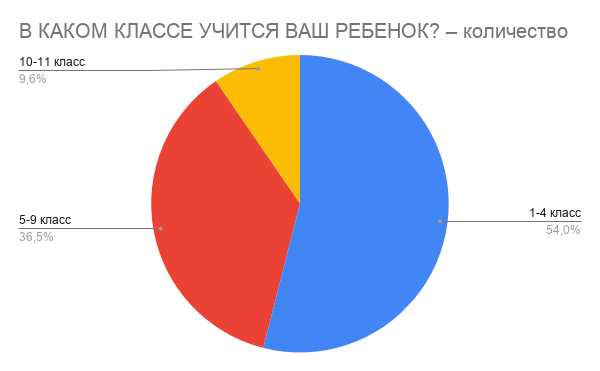 В КАКОМ КЛАССЕ УЧИТСЯ ВАШ РЕБЕНОК? – количество
10-11 класс
9,6%
5-9 класс
36,5%
1-4 класс
54,0%